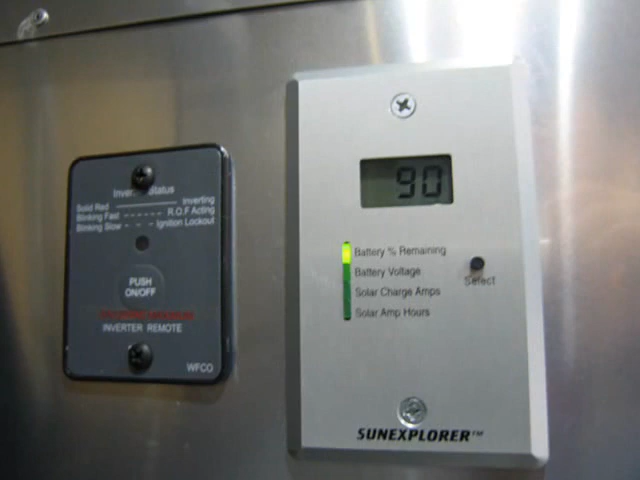 Inver Status
Solid Red Inverting
Blinking Fast ------ R.O.F Acting
Blinking Slow - - - Ignition Lockout
PUSH
ON/OFF
INVERTER REMOTE
WFCO
90
Battery % Remaining
Battery Voltage
Solar Charge Amps
Solar Amp Hours
Select
SUNEXPLORER™